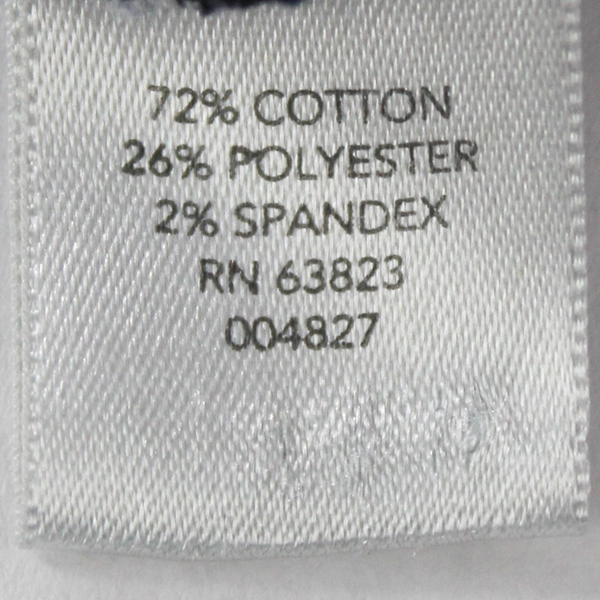 72% COTTON
26% POLYESTER
2% SPANDEX
RN 63823
004827